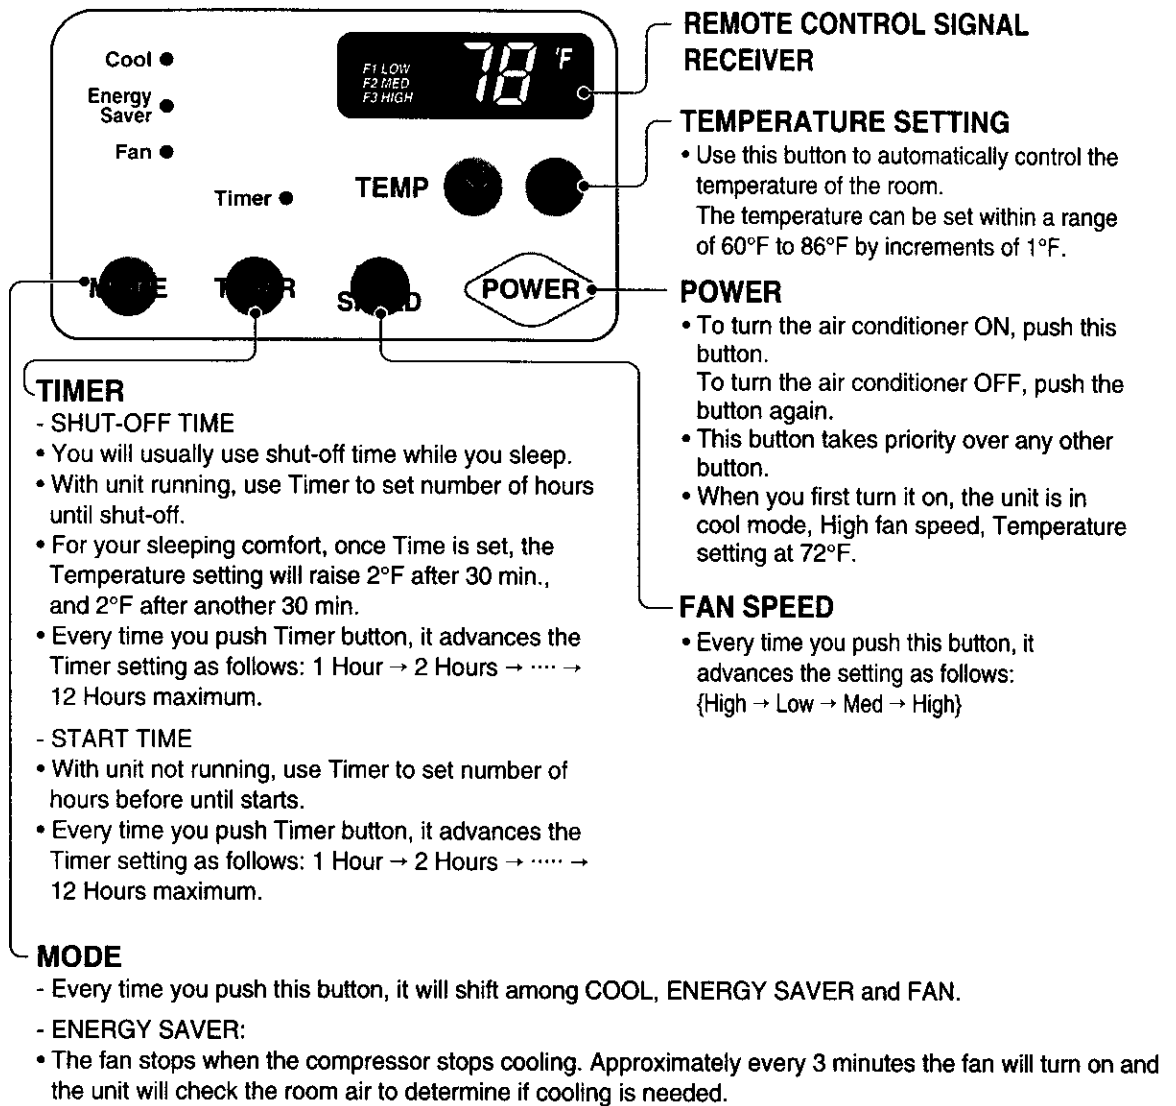 Cool
Energy
Saver
Fan
Timer
F1 LOW
F2 MED
F3 HIGH
78 °F
TEMP
POWER
REMOTE CONTROL SIGNAL
RECEIVER
TEMPERATURE SETTING
• Use this button to automatically control the
temperature of the room.
The temperature can be set within a range
of 60°F to 86°F by increments of 1°F.
POWER
• To turn the air conditioner ON, push this
button.
To turn the air conditioner OFF, push the
button again.
• This button takes priority over any other
button.
• When you first turn it on, the unit is in
cool mode, High fan speed, Temperature
setting at 72°F.
FAN SPEED
• Every time you push this button, it
advances the setting as follows:
{High → Low → Med → High}
TIMER
- SHUT-OFF TIME
• You will usually use shut-off time while you sleep.
• With unit running, use Timer to set number of hours
until shut-off.
• For your sleeping comfort, once Time is set, the
Temperature setting will raise 2°F after 30 min.,
and 2°F after another 30 min.
• Every time you push Timer button, it advances the
Timer setting as follows: 1 Hour → 2 Hours → ···· →
12 Hours maximum.
- START TIME
• With unit not running, use Timer to set number of
hours before until starts.
• Every time you push Timer button, it advances the
Timer setting as follows: 1 Hour → 2 Hours → ····· →
12 Hours maximum.
MODE
- Every time you push this button, it will shift among COOL, ENERGY SAVER and FAN.
- ENERGY SAVER:
• The fan stops when the compressor stops cooling. Approximately every 3 minutes the fan will turn on and
the unit will check the room air to determine if cooling is needed.